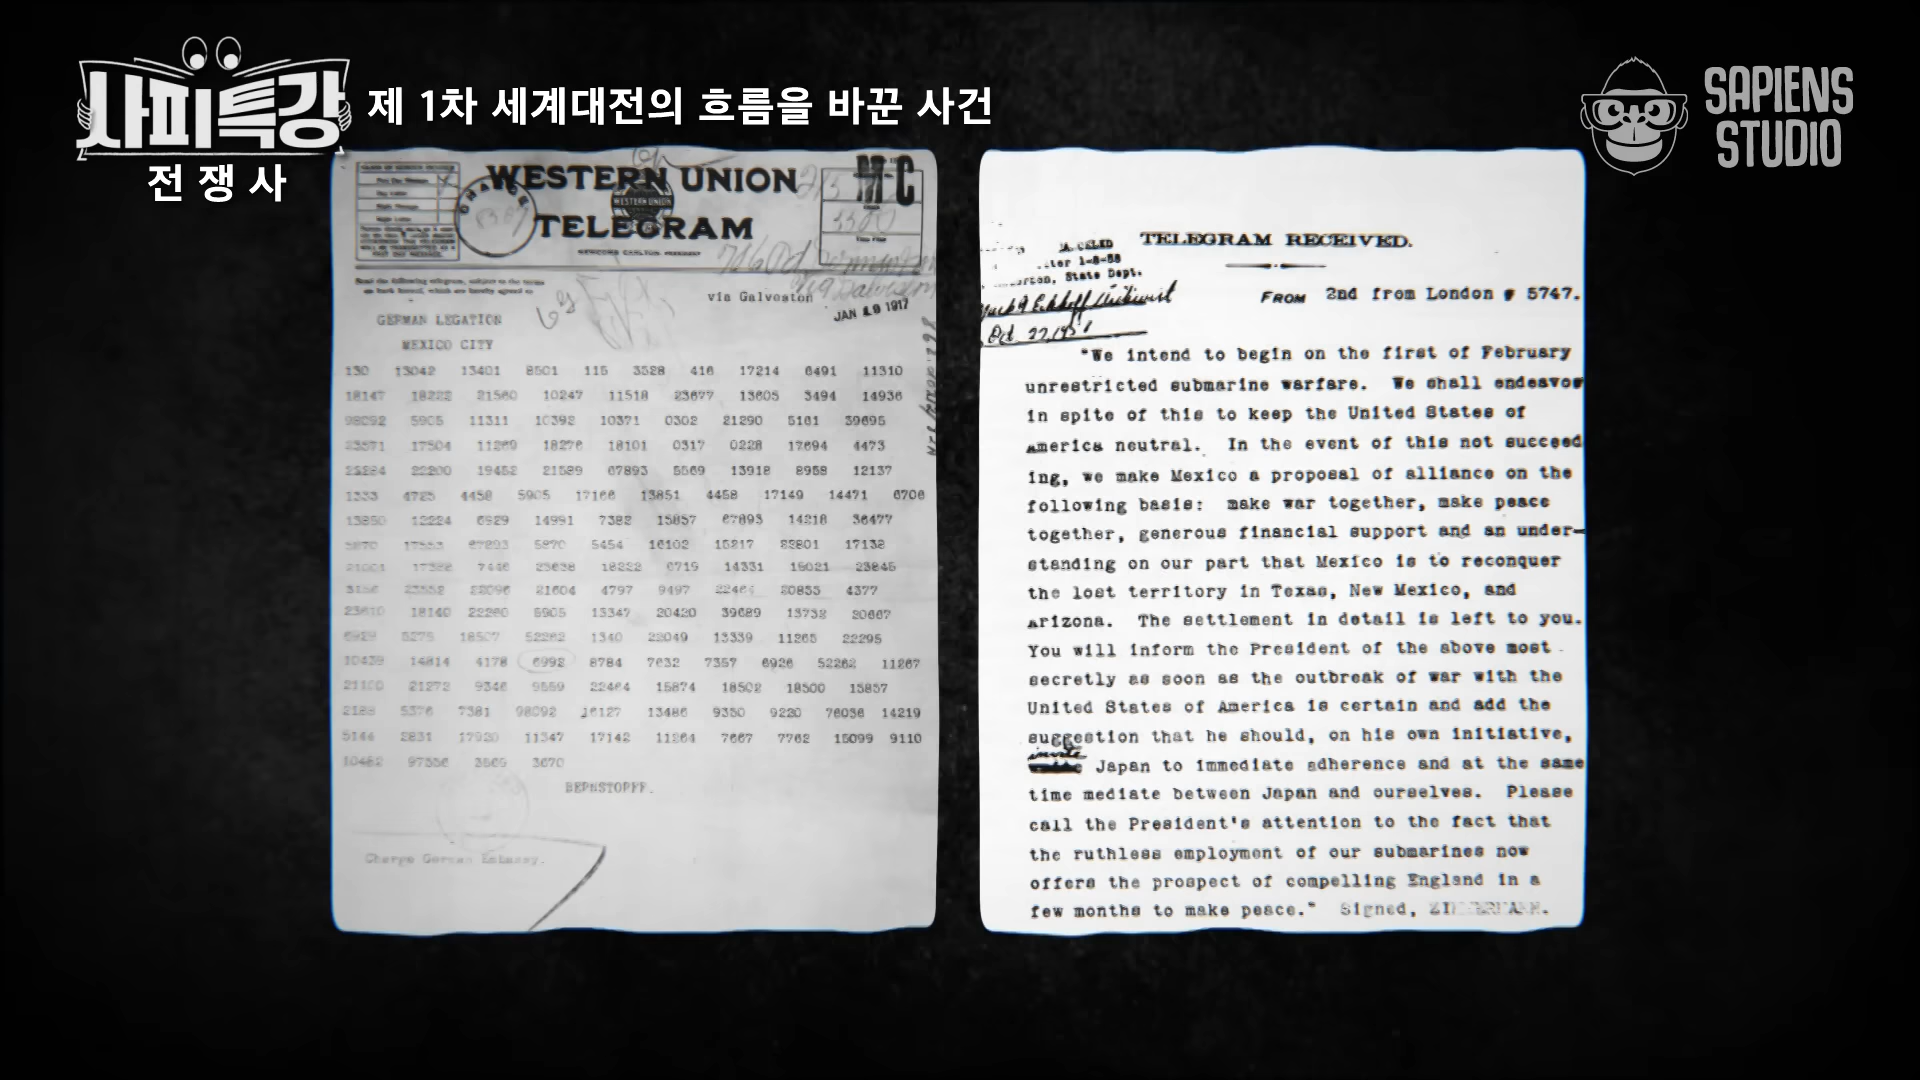 사피특강
전쟁사
제 1차 세계대전의 흐름을 바꾼 사건
SAPIENS
STUDIO
WESTERN UNION
WESTERN UNION
TELEGRAM
NEWCOMB CARLTON, PRESIDENT
via Galveston
JAN 19 1917
GERMAN LEGATION
MEXICO CITY
130 13042 13401 8501 115 3528 416 17214 6491 11310
18147 18222 21560 10247 11518 23677 13605 3494 14936
98092 5905 11311 10392 10371 0302 21290 5161 39695
23571 17504 11269 18276 18101 0317 0228 17694 4473
23284 22200 19452 21589 67893 5569 13918 8958 12137
1333 4725 4458 5905 17166 13851 4458 17149 14471 6706
13850 12224 6929 14991 7382 15857 67893 14218 36477
5870 17553 67893 5870 5454 16102 15217 22801 17138
21001 17388 7446 23638 18222 6719 14331 15021 23845
3156 23552 22096 21604 4797 9497 22464 20855 4377
23610 18140 22260 5905 13347 20420 39689 13732 20667
6929 5275 18507 52262 1340 22049 13339 11265 22295
10439 14814 4178 6992 8784 7632 7357 6926 52262 11267
21100 21272 9346 9559 22464 15874 18502 18500 15857
2188 5376 7381 98092 16127 13486 9350 9220 76036 14219
5144 2831 17920 11347 17142 11264 7667 7762 15099 9110
10482 97556 3569 3670
BERNSTORFF.
Charge German Embassy.
TELEGRAM RECEIVED.
1-8-58
State Dept.
Oct. 27, 1958
FROM 2nd from London # 5747.
"We intend to begin on the first of February
unrestricted submarine warfare. We shall endeavor
in spite of this to keep the United States of
America neutral. In the event of this not succeed
ing, we make Mexico a proposal of alliance on the
following basis: make war together, make peace
together, generous financial support and an under-
standing on our part that Mexico is to reconquer
the lost territory in Texas, New Mexico, and
Arizona. The settlement in detail is left to you.
You will inform the President of the above most
secretly as soon as the outbreak of war with the
United States of America is certain and add the
suggestion that he should, on his own initiative,
invite
Japan to immediate adherence and at the same
time mediate between Japan and ourselves. Please
call the President's attention to the fact that
the ruthless employment of our submarines now
offers the prospect of compelling England in a
few months to make peace." Signed, ZIMMERMANN.